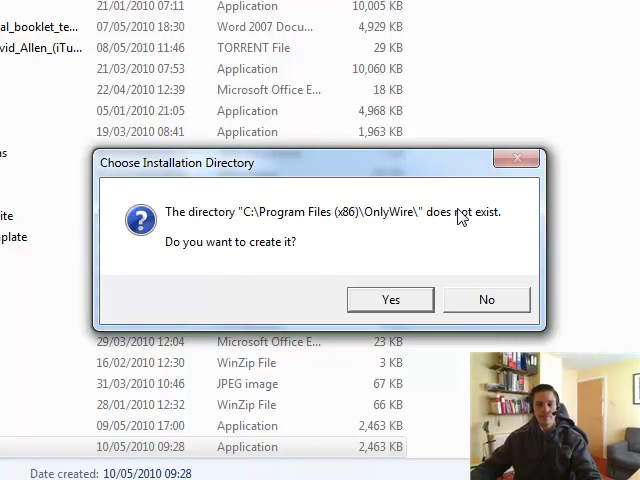 21/01/2010 07:11 Application 10,005 KB
al_booklet_te... 07/05/2010 18:30 Word 2007 Docu... 4,929 KB
vid_Allen_(iTu... 08/05/2010 11:46 TORRENT File 29 KB
21/03/2010 07:53 Application 10,060 KB
22/04/2010 12:39 Microsoft Office E... 18 KB
05/01/2010 21:05 Application 4,968 KB
19/03/2010 08:41 Application 1,963 KB
ns
Choose Installation Directory
The directory "C:\Program Files (x86)\OnlyWire\" does not exist.
ite
plate
Do you want to create it?
Yes No
29/03/2010 12:04 Microsoft Office E... 23 KB
16/02/2010 12:30 WinZip File 3 KB
31/03/2010 10:46 JPEG image 67 KB
28/01/2010 12:32 WinZip File 66 KB
09/05/2010 17:00 Application 2,463 KB
10/05/2010 09:28 Application 2,463 KB
Date created: 10/05/2010 09:28